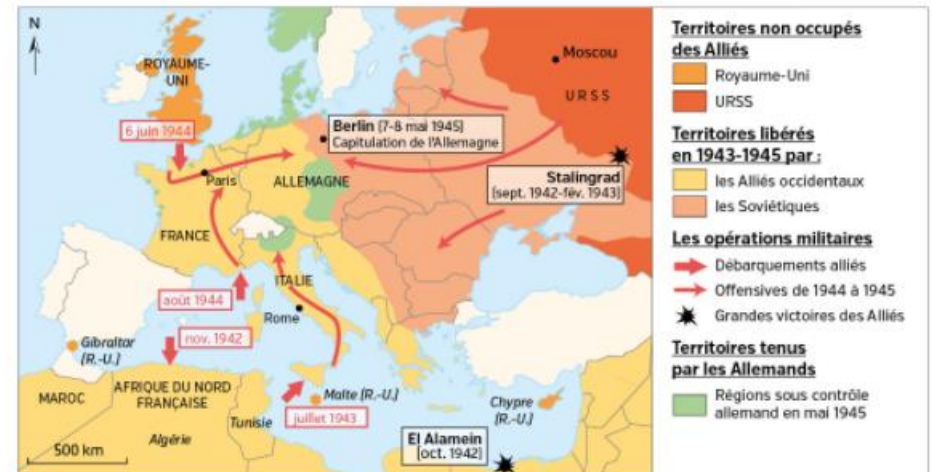 N
ROYAUME-
UNI
6 juin 1944
Moscou
URSS
Berlin (7-8 mai 1945)
Capitulation de l'Allemagne
Paris
ALLEMAGNE
Stalingrad
(sept. 1942-fév. 1943)
FRANCE
ITALIE
août 1944
Rome
nov. 1942
Gibraltar
(R.-U.)
MAROC
AFRIQUE DU NORD
FRANÇAISE
Malte (R.-U.)
Tunisie
juillet 1943
Chypre
(R.-U.)
Algérie
El Alamein
(oct. 1942)
500 km
Territoires non occupés
des Alliés
Royaume-Uni
URSS
Territoires libérés
en 1943-1945 par :
les Alliés occidentaux
les Soviétiques
Les opérations militaires
Débarquements alliés
Offensives de 1944 à 1945
Grandes victoires des Alliés
Territoires tenus
par les Allemands
Régions sous contrôle
allemand en mai 1945